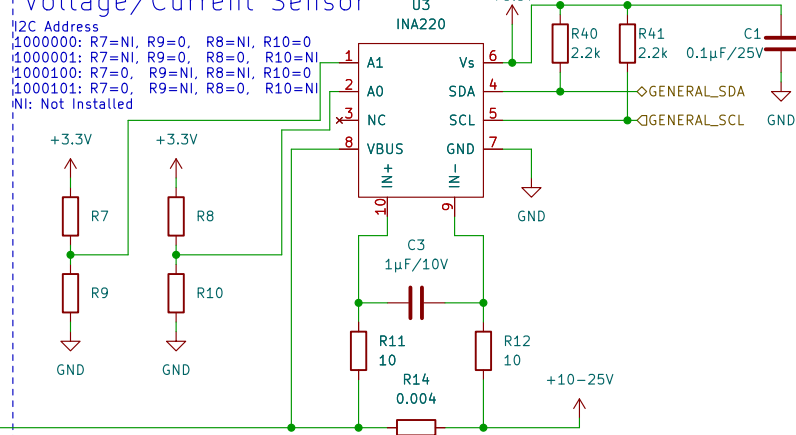 Voltage/Current Sensor
I2C Address
1000000: R7=NI, R9=0, R8=NI, R10=0
1000001: R7=NI, R9=0, R8=0, R10=NI
1000100: R7=0, R9=NI, R8=NI, R10=0
1000101: R7=0, R9=NI, R8=0, R10=NI
NI: Not Installed
U3
INA220
1 A1
2 A0
3 NC
8 VBUS
Vs 6
SDA 4
SCL 5
GND 7
IN+
10
IN-
9
R40
2.2k
R41
2.2k
C1
0.1µF/25V
GND
GENERAL_SDA
GENERAL_SCL
GND
+3.3V
+3.3V
R7
R8
R9
R10
GND
GND
C3
1µF/10V
R11
10
R12
10
R14
0.004
+10-25V